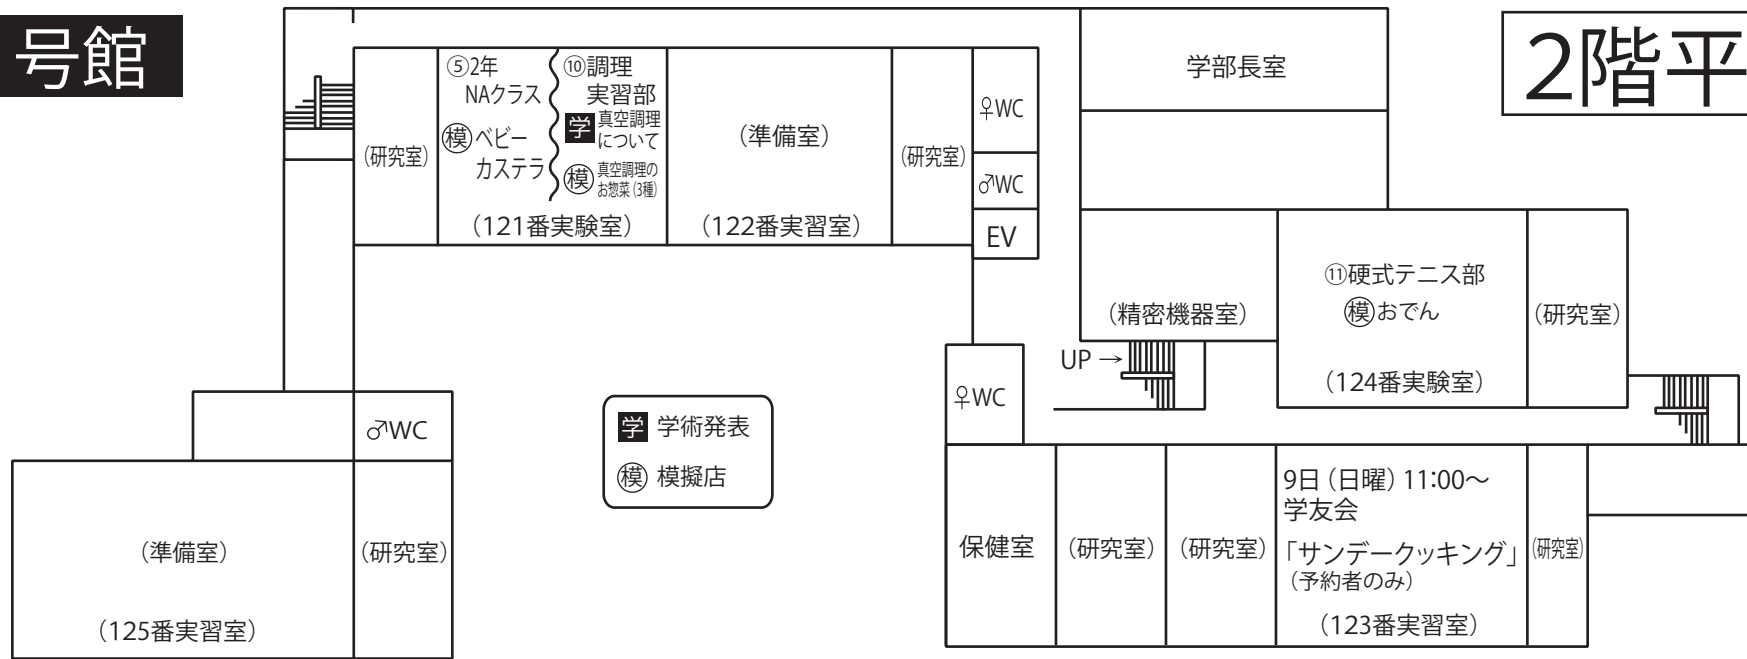 号館
2階平
学部長室
⑤2年
NAクラス
模 ベビー
カステラ
⑩調理
実習部
学 真空調理
について
模 真空調理の
お惣菜(3種)
(研究室)
(121番実験室)
(準備室)
(122番実習室)
(研究室)
♀WC
♂WC
EV
(精密機器室)
⑪硬式テニス部
模 おでん
(124番実験室)
(研究室)
UP →
♀WC
♂WC
学 学術発表
模 模擬店
(準備室)
(125番実習室)
(研究室)
保健室
(研究室)
(研究室)
9日(日曜)11:00〜
学友会
「サンデークッキング」
(予約者のみ)
(123番実習室)
(研究室)